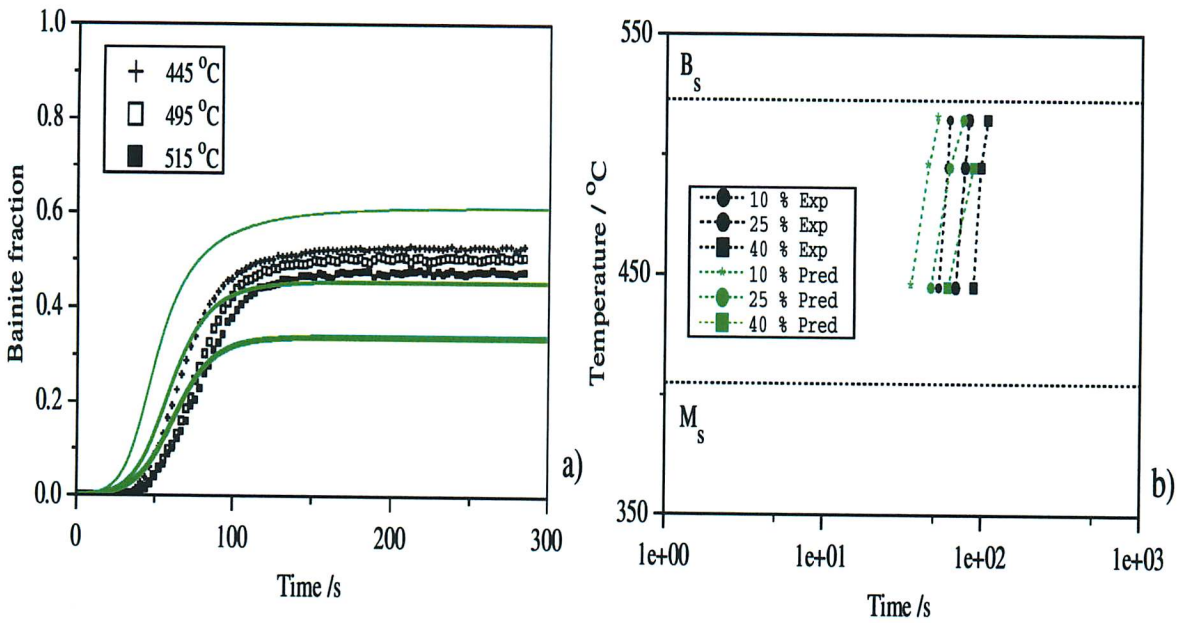 1.0
0.8
0.6
0.4
0.2
0.0
Bainite fraction
445 °C
495 °C
515 °C
a)
0
100
200
300
Time /s
550
450
350
Temperature / °C
Bs
10 % Exp
25 % Exp
40 % Exp
10 % Pred
25 % Pred
40 % Pred
Ms
b)
1e+00
1e+01
1e+02
1e+03
Time /s